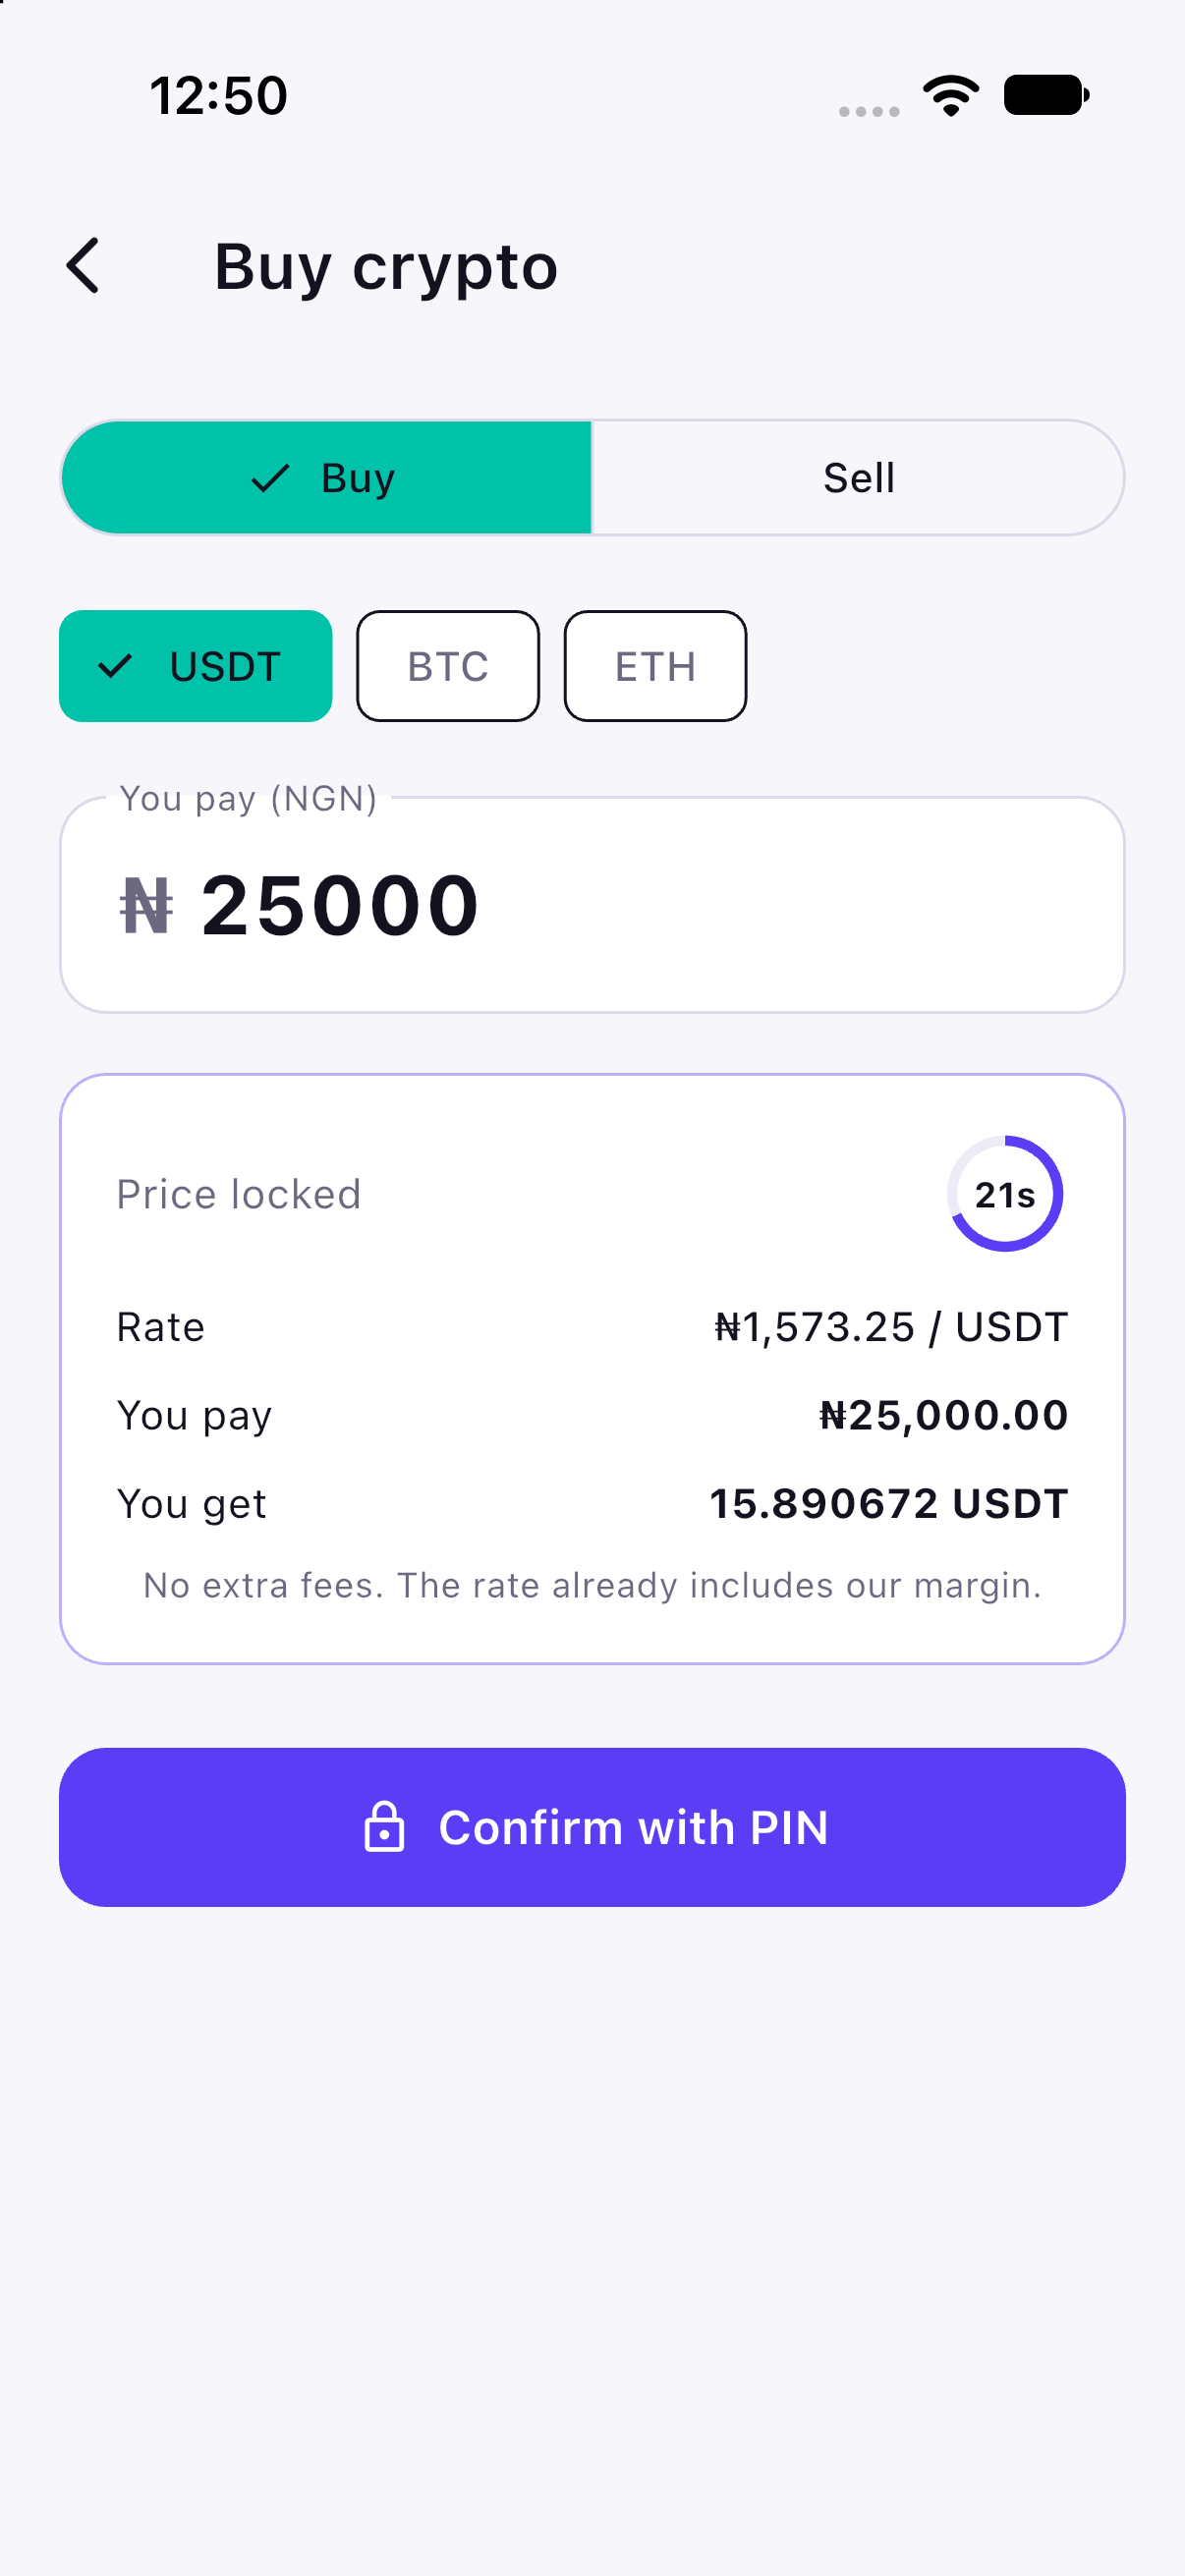 12:50
Buy crypto
Buy
Sell
USDT
BTC
ETH
You pay (NGN)
₦ 25000
Price locked
21s
Rate
₦1,573.25 / USDT
You pay
₦25,000.00
You get
15.890672 USDT
No extra fees. The rate already includes our margin.
Confirm with PIN